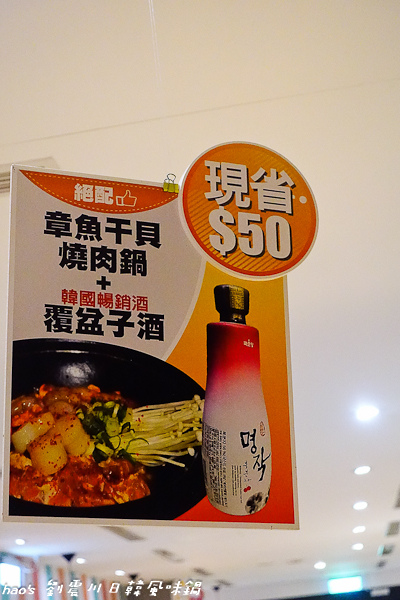 絕配
現省
$50
章魚干貝
燒肉鍋
+
韓國暢銷酒
覆盆子酒
명작
hao's 劉震川日韓風味鍋